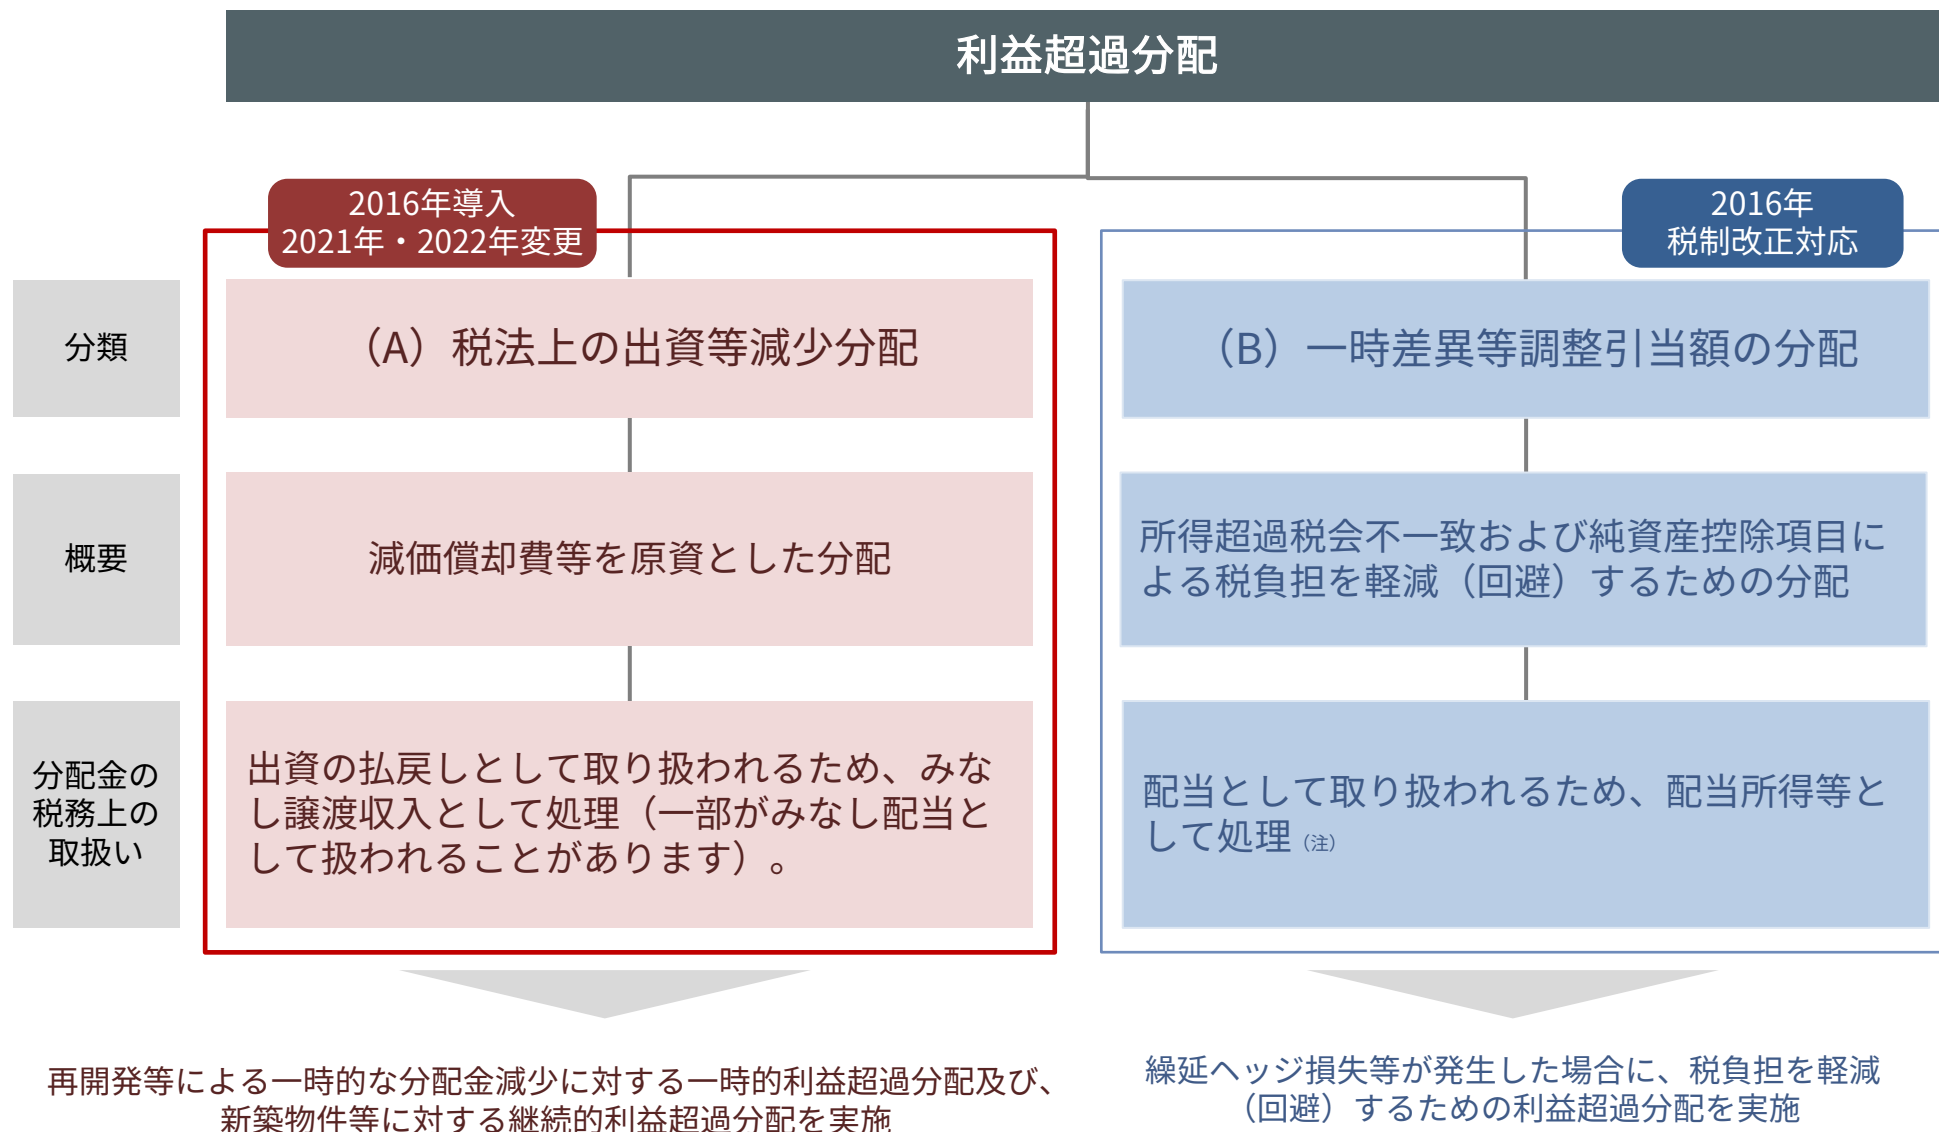 利益超過分配
2016年導入
2021年・2022年変更
2016年
税制改正対応
分類
（A）税法上の出資等減少分配
（B）一時差異等調整引当額の分配
概要
減価償却費等を原資とした分配
所得超過税会不一致および純資産控除項目に
よる税負担を軽減（回避）するための分配
分配金の
税務上の
取扱い
出資の払戻しとして取り扱われるため、みな
し譲渡収入として処理（一部がみなし配当と
して扱われることがあります）。
配当として取り扱われるため、配当所得等と
して処理（注）
再開発等による一時的な分配金減少に対する一時的利益超過分配及び、
新築物件等に対する継続的利益超過分配を実施
繰延ヘッジ損失等が発生した場合に、税負担を軽減
（回避）するための利益超過分配を実施